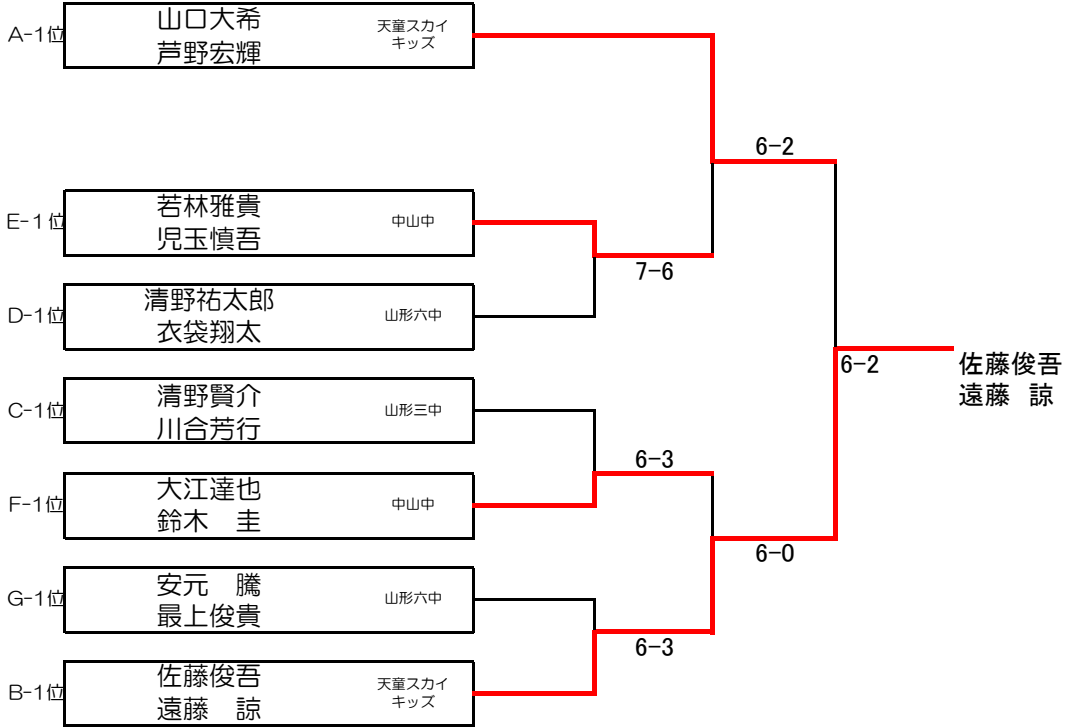 A-1位
山口大希
芦野宏輝
天童スカイ
キッズ
6-2
E-1位
若林雅貴
児玉慎吾
中山中
7-6
D-1位
清野祐太郎
衣袋翔太
山形六中
6-2
佐藤俊吾
遠藤　諒
C-1位
清野賢介
川合芳行
山形三中
6-3
F-1位
大江達也
鈴木　圭
中山中
6-0
G-1位
安元　騰
最上俊貴
山形六中
6-3
B-1位
佐藤俊吾
遠藤　諒
天童スカイ
キッズ